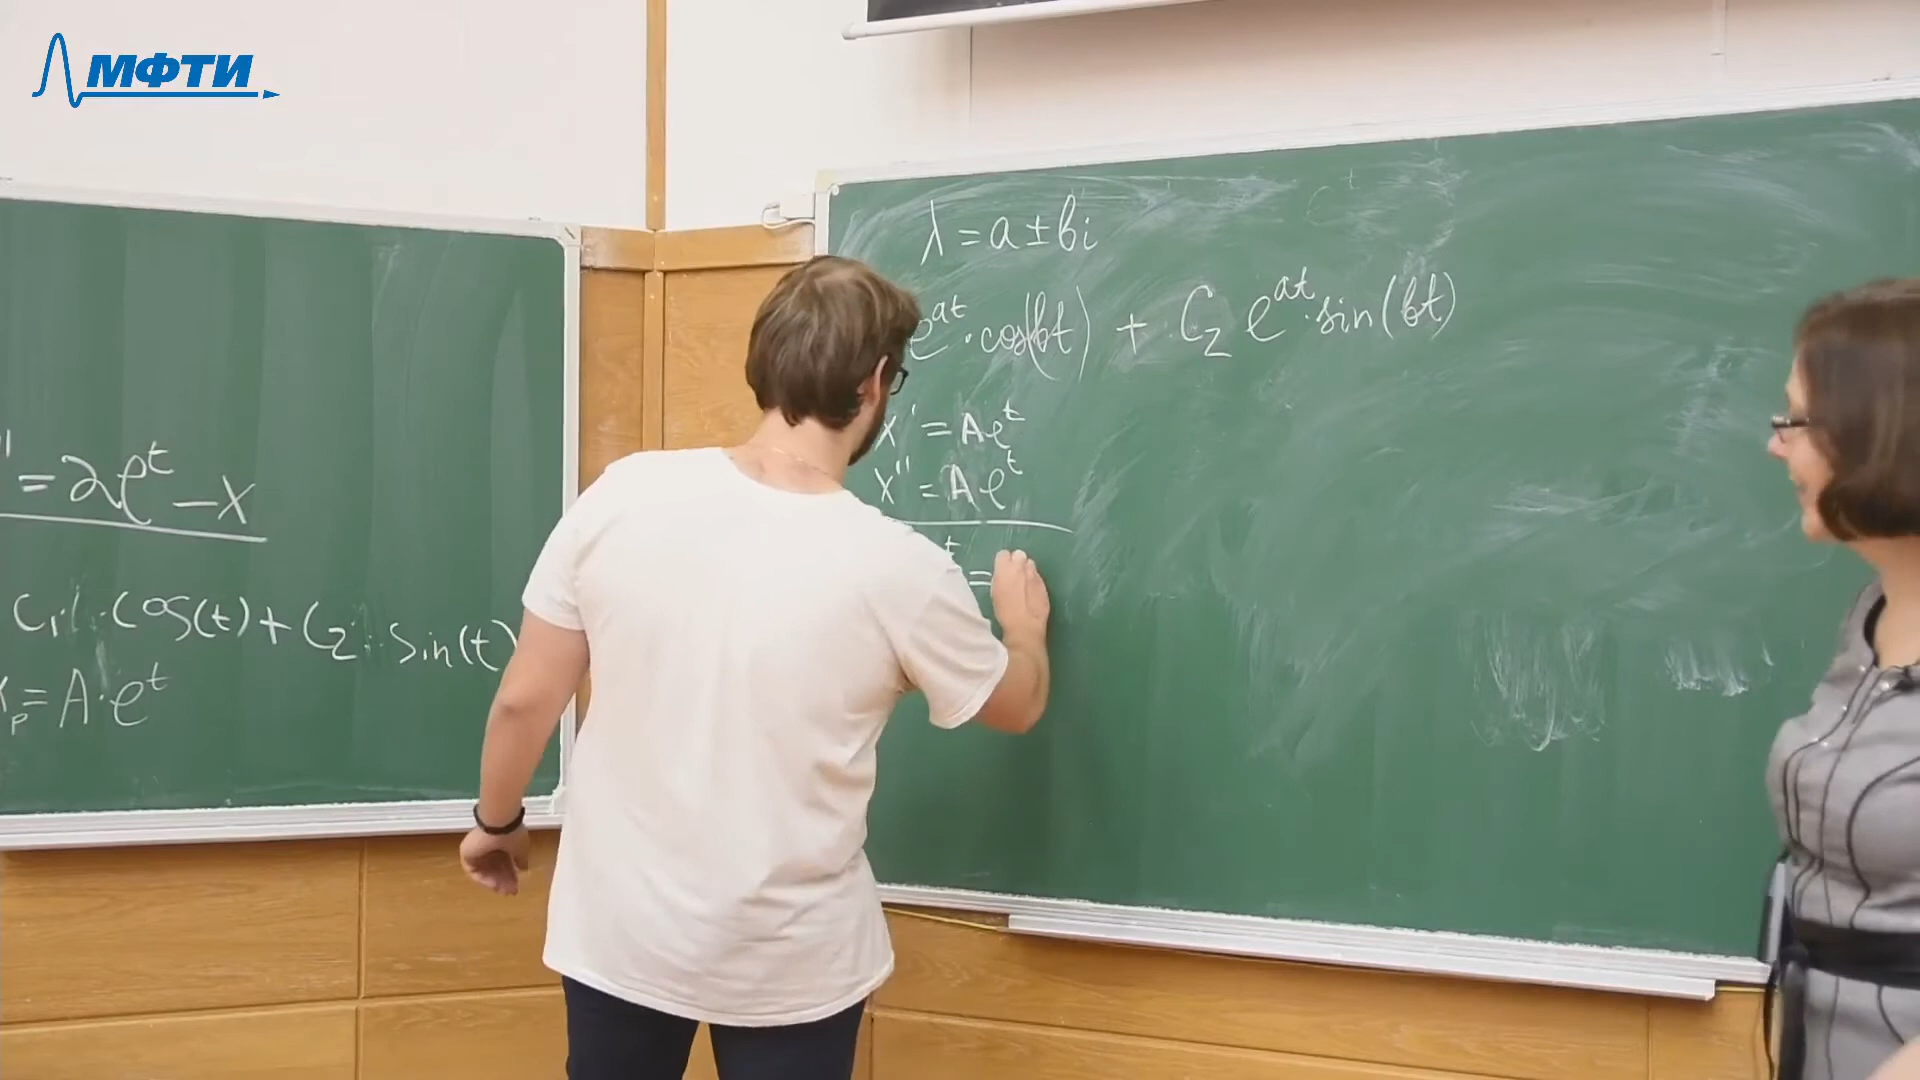 МФТИ
'' = 2e^t - x
C₁ · cos(t) + C₂ · sin(t)
x_p = A · e^t
λ = a ± bi
e^{at} · cos(bt) + C₂ e^{at} · sin(bt)
x' = Ae^t
x'' = Ae^t
t =